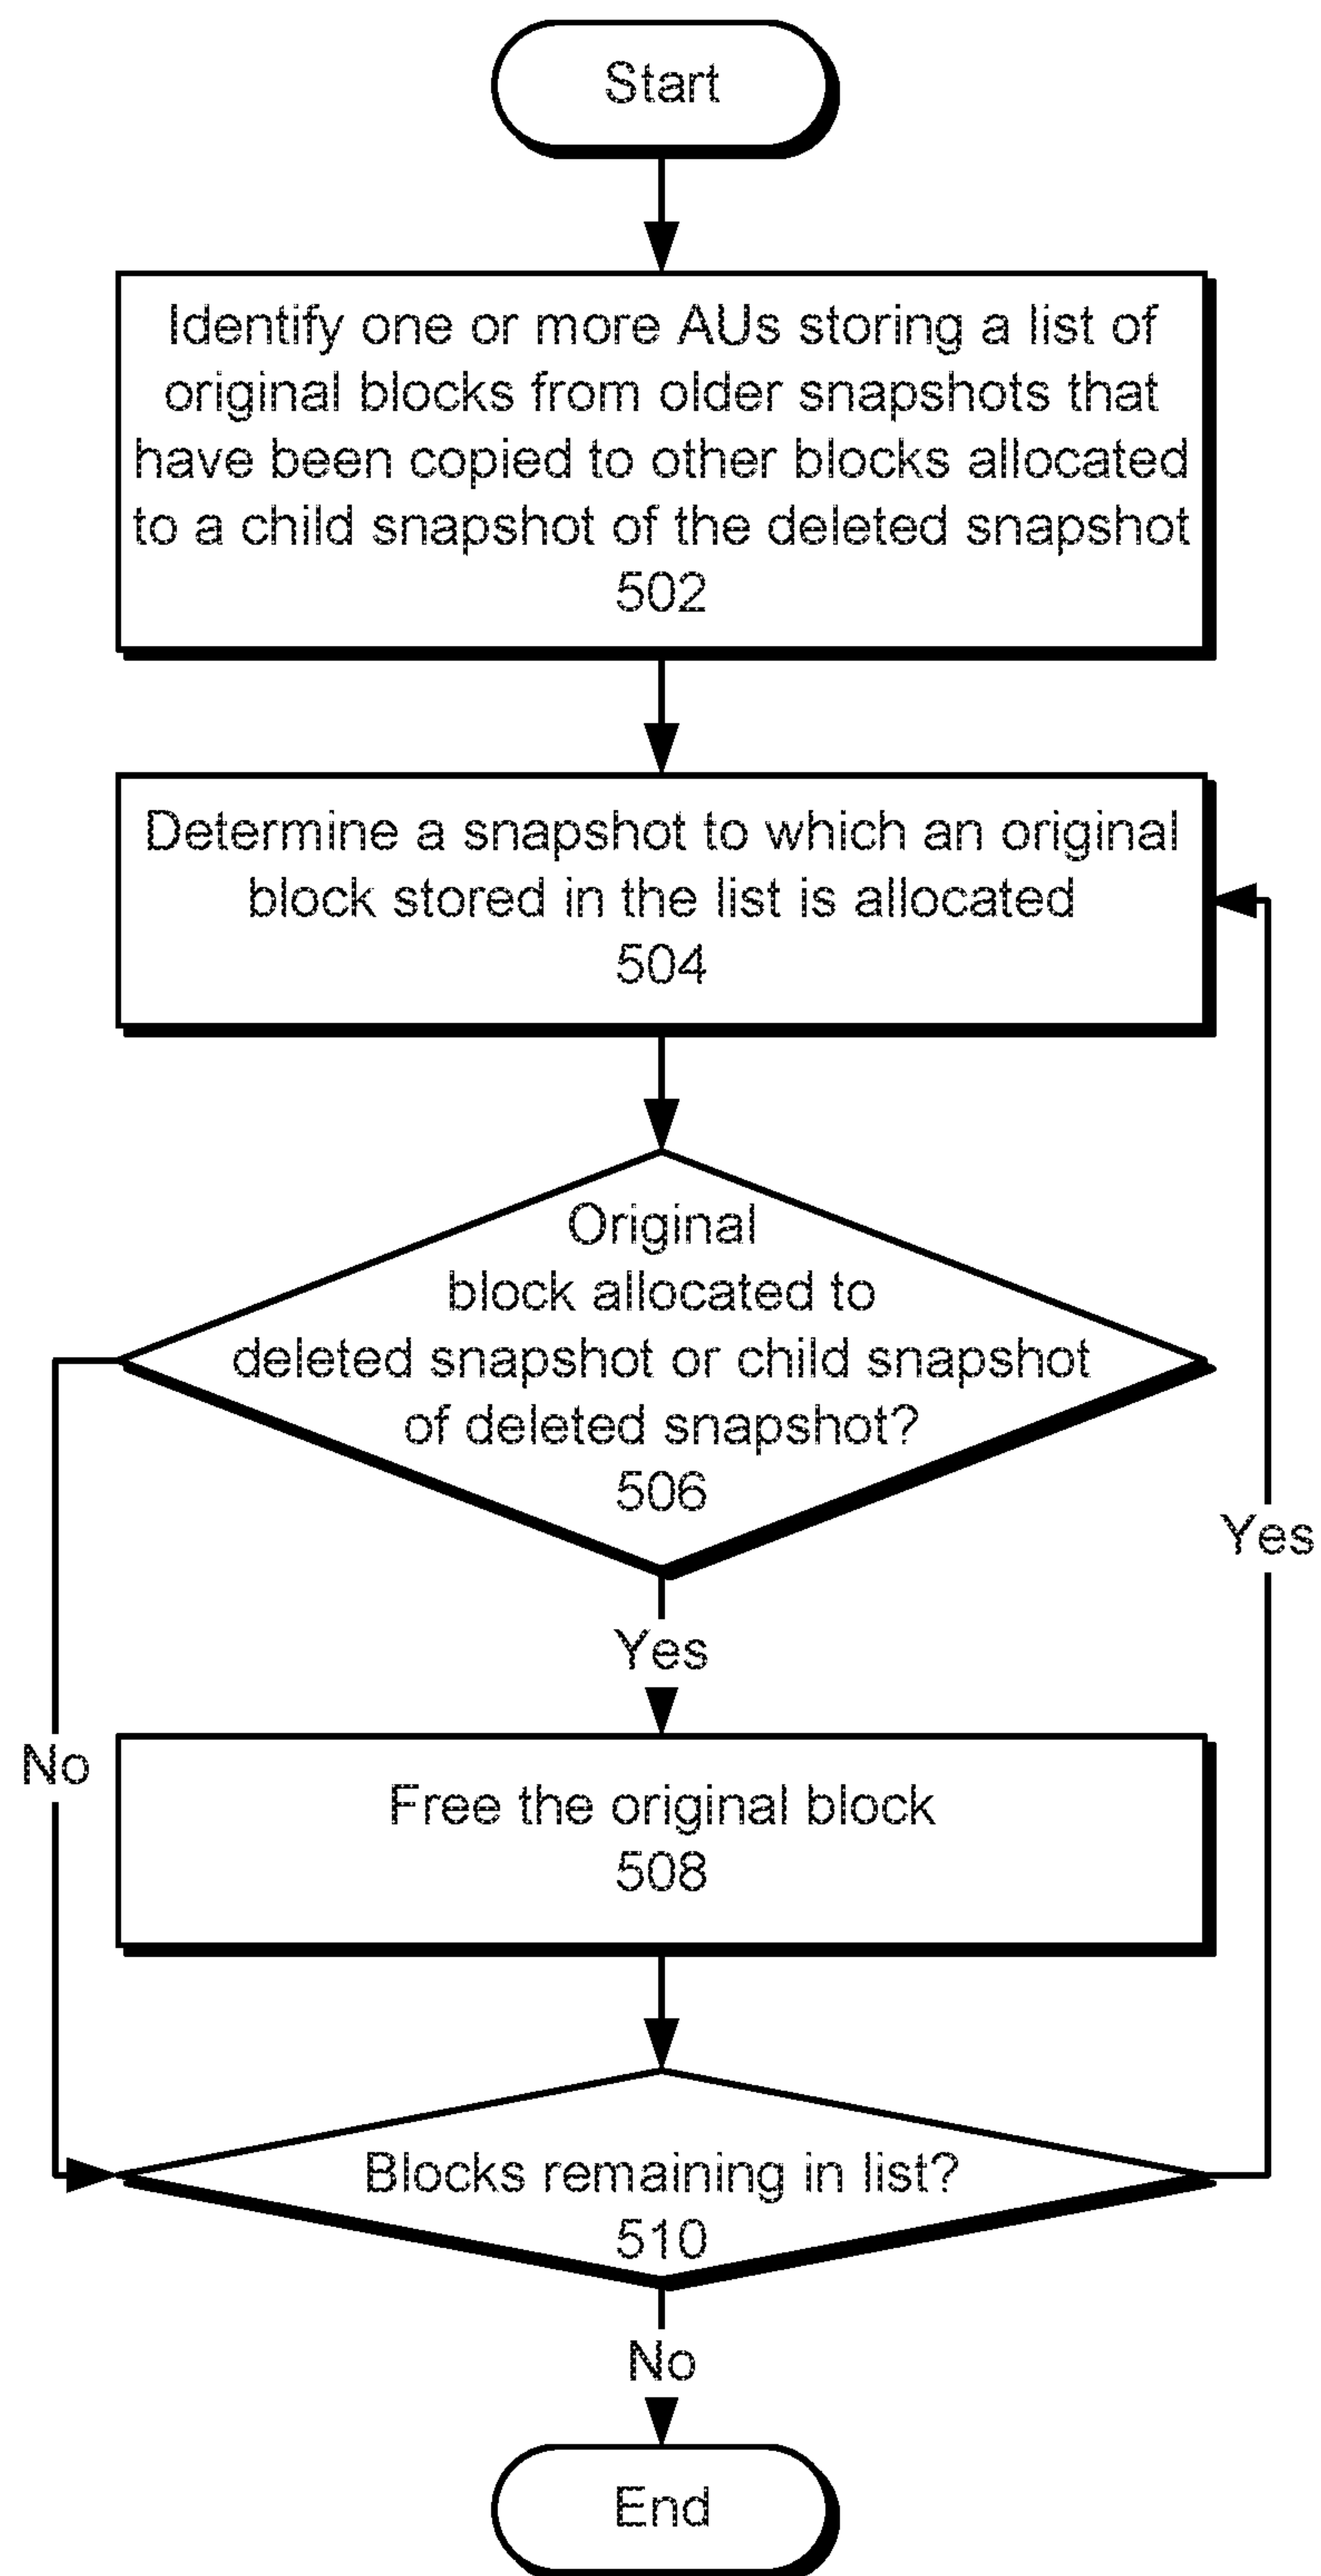 Start
Identify one or more AUs storing a list of
original blocks from older snapshots that
have been copied to other blocks allocated
to a child snapshot of the deleted snapshot
502
Determine a snapshot to which an original
block stored in the list is allocated
504
Original
block allocated to
deleted snapshot or child snapshot
of deleted snapshot?
506
Yes
Yes
No
Free the original block
508
Blocks remaining in list?
510
No
End